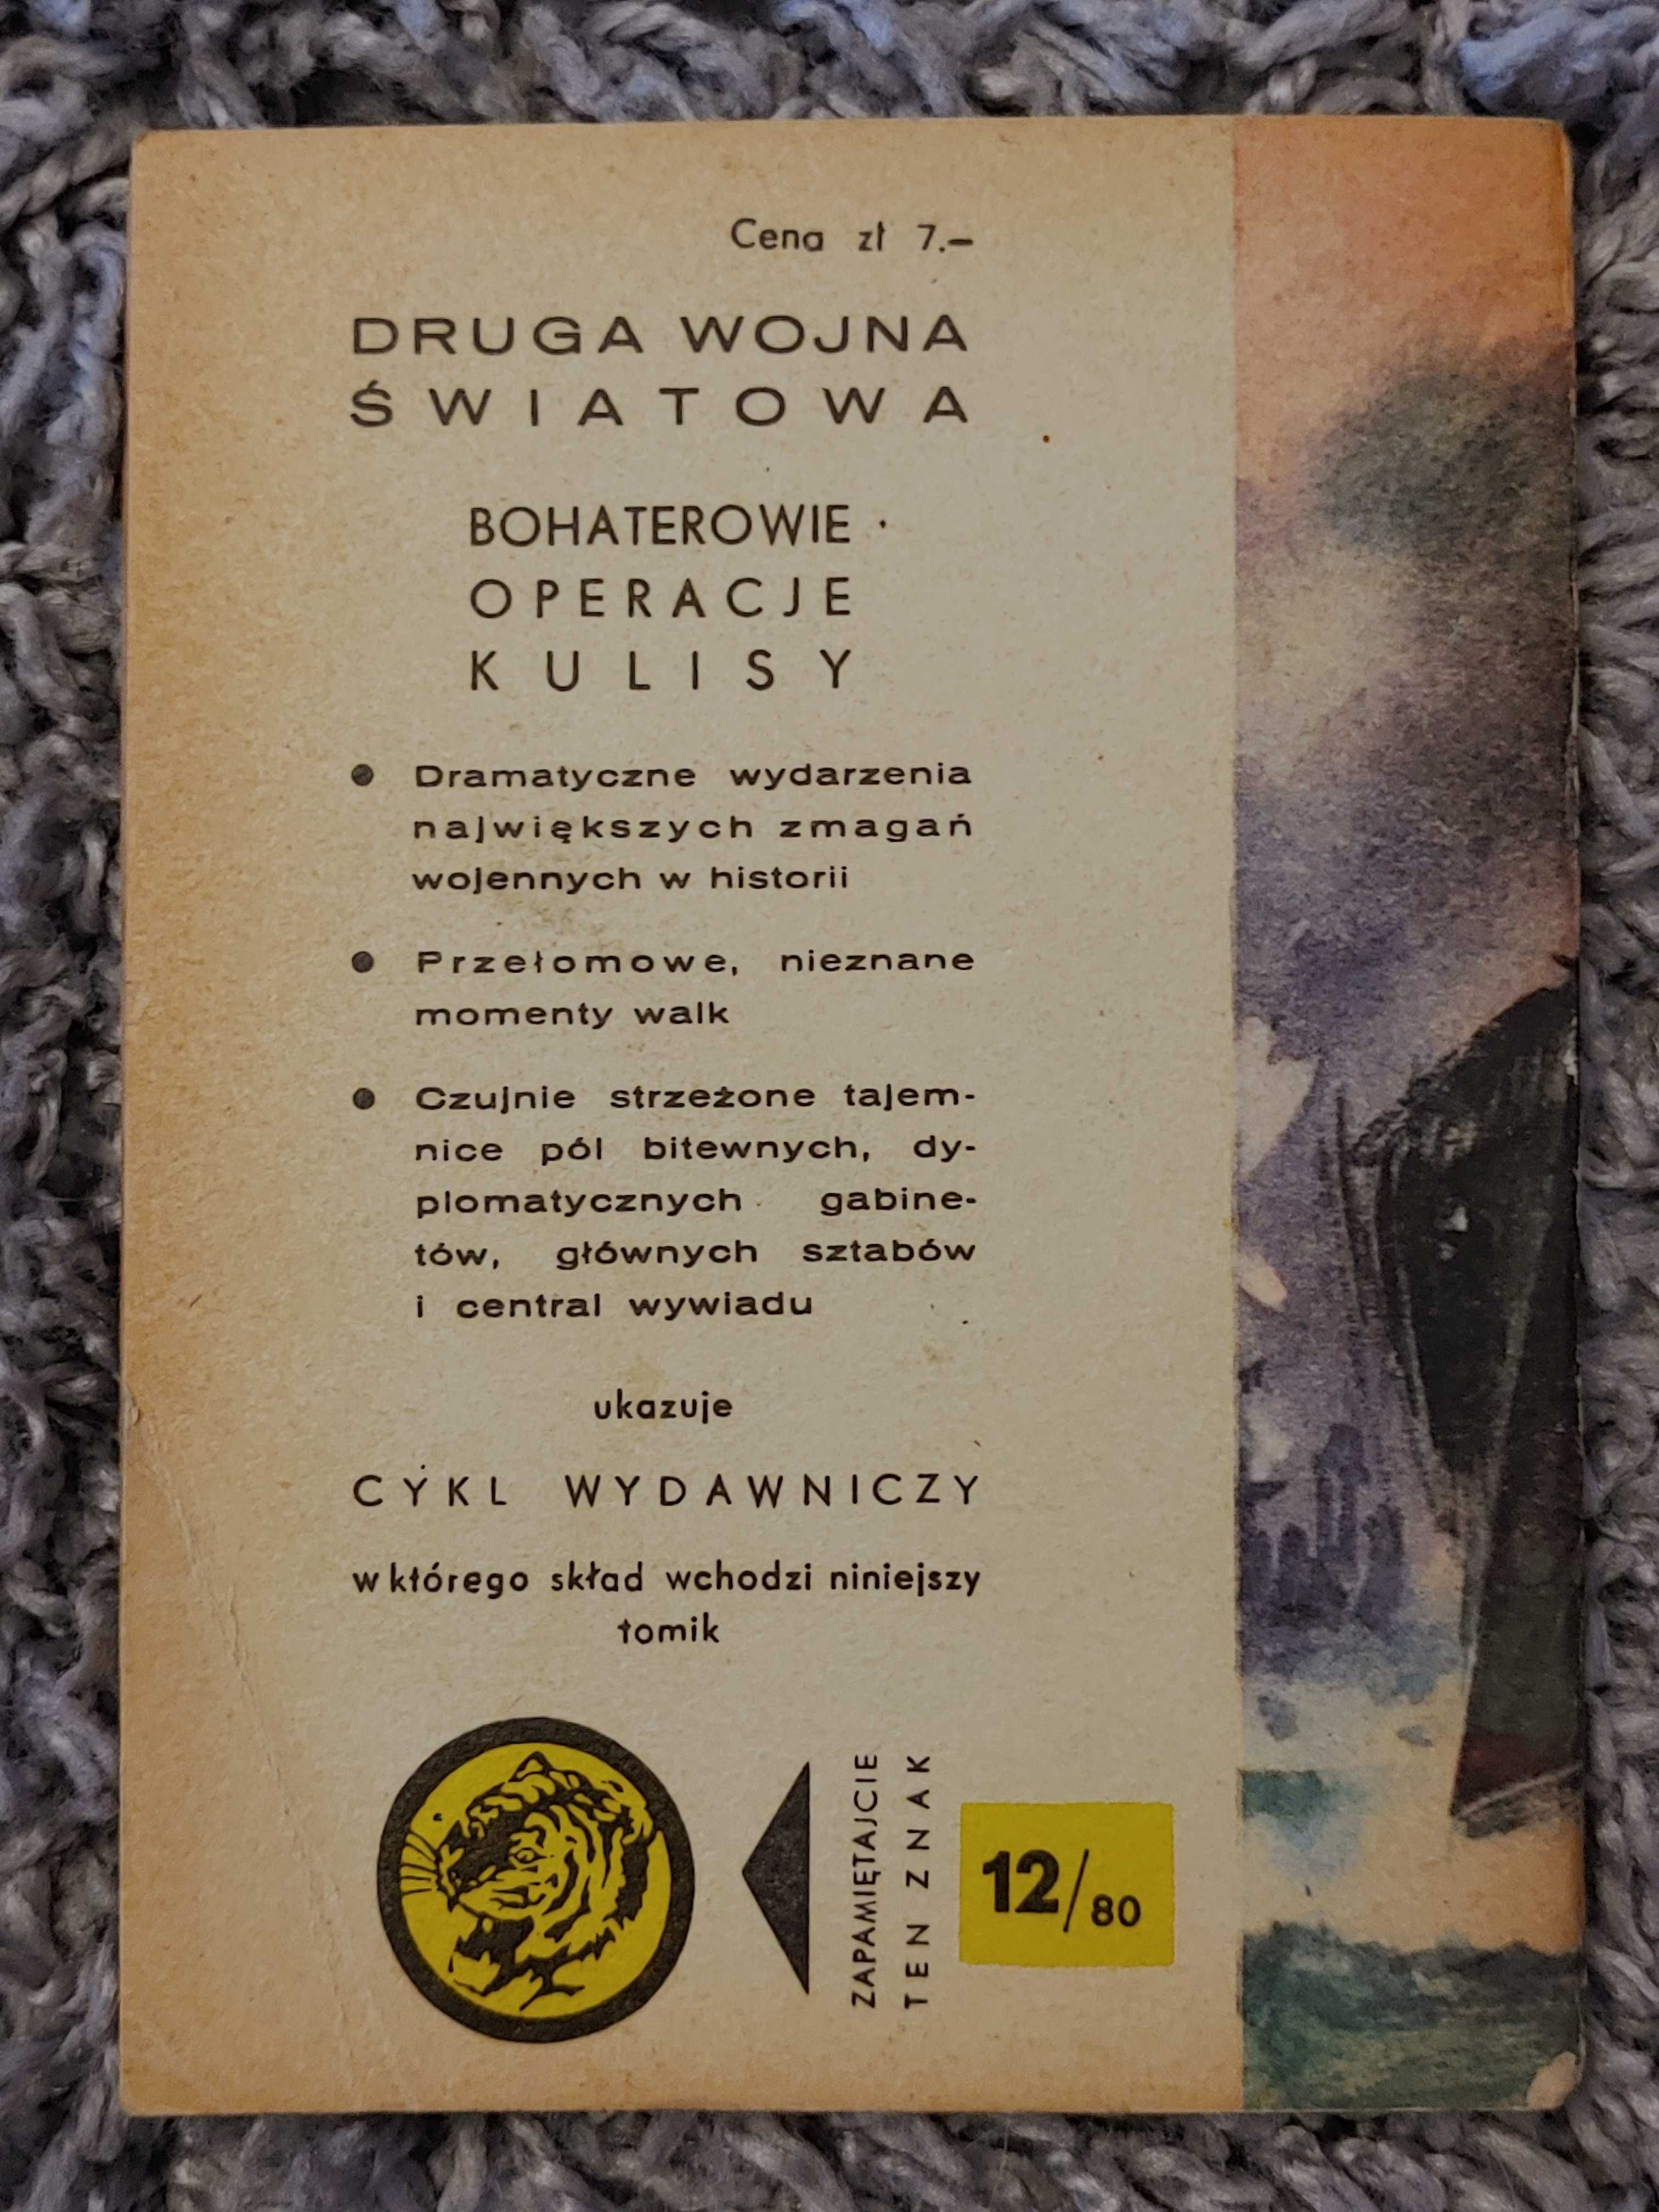 Cena zł 7.—
DRUGA WOJNA
ŚWIATOWA
BOHATEROWIE
OPERACJE
KULISY
● Dramatyczne wydarzenia
największych zmagań
wojennych w historii
● Przełomowe, nieznane
momenty walk
● Czujnie strzeżone tajem-
nice pól bitewnych, dy-
plomatycznych gabine-
tów, głównych sztabów
i central wywiadu
ukazuje
CYKL WYDAWNICZY
w którego skład wchodzi niniejszy
tomik
ZAPAMIĘTAJCIE
TEN ZNAK
12/80